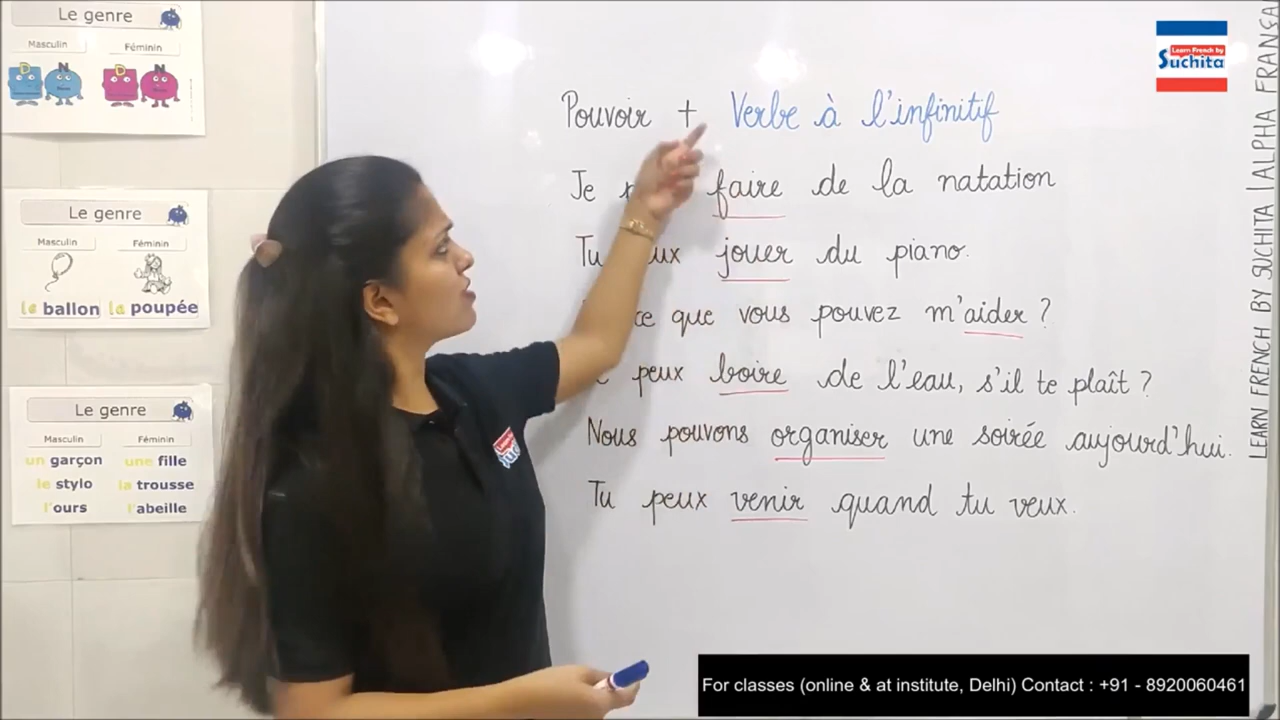 Le genre
Masculin Féminin
D N D N
Le genre
Masculin Féminin
le ballon la poupée
Le genre
Masculin Féminin
un garçon une fille
le stylo la trousse
l'ours l'abeille
Learn French by
Suchita
Pouvoir + Verbe à l'infinitif
Je faire de la natation
Tu jouer du piano.
que vous pouvez m'aider ?
peux boire de l'eau, s'il te plaît ?
Nous pouvons organiser une soirée aujourd'hui.
Tu peux venir quand tu veux.
LEARN FRENCH BY SUCHITA | ALPHA
For classes (online & at institute, Delhi) Contact : +91 - 8920060461